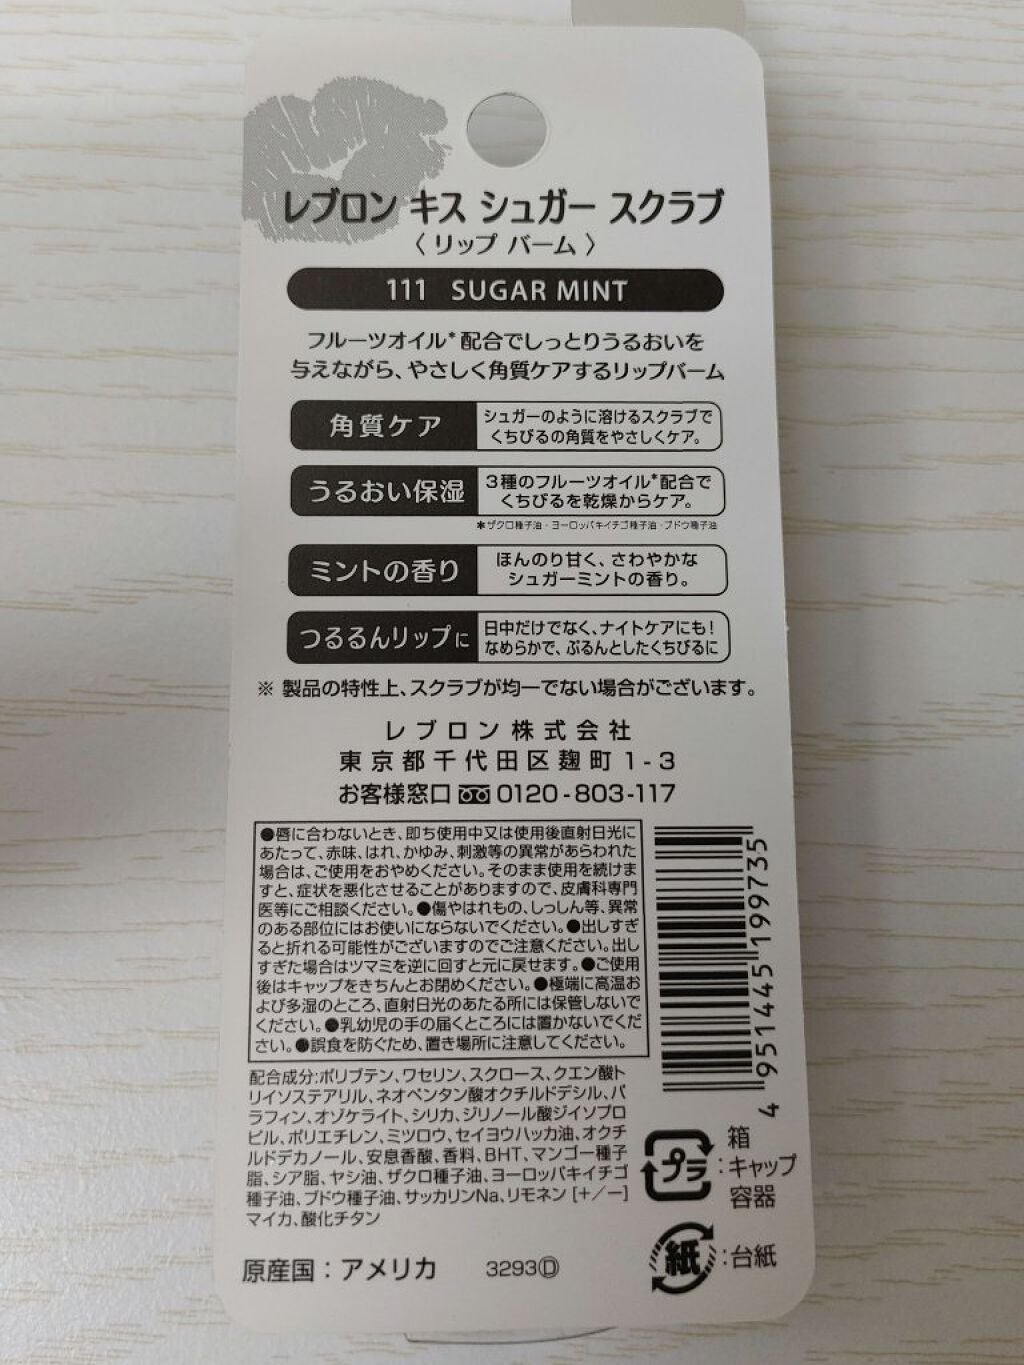 レブロン キス シュガー スクラブ
〈 リップ バーム 〉
111 SUGAR MINT
フルーツオイル*配合でしっとりうるおいを
与えながら、やさしく角質ケアするリップバーム
角質ケア
シュガーのように溶けるスクラブで
くちびるの角質をやさしくケア。
うるおい保湿
3種のフルーツオイル*配合で
くちびるを乾燥からケア。
＊ザクロ種子油・ヨーロッパキイチゴ種子油・ブドウ種子油
ミントの香り
ほんのり甘く、さわやかな
シュガーミントの香り。
つるるんリップに
日中だけでなく、ナイトケアにも！
なめらかで、ぷるんとしたくちびるに
※ 製品の特性上、スクラブが均一でない場合がございます。
レブロン株式会社
東京都千代田区麹町 1-3
お客様窓口 0120-803-117
●唇に合わないとき、即ち使用中又は使用後直射日光に
あたって、赤味、はれ、かゆみ、刺激等の異常があらわれた
場合は、ご使用をおやめください。そのまま使用を続けま
すと、症状を悪化させることがありますので、皮膚科専門
医等にご相談ください。●傷やはれもの、しっしん等、異常
のある部位にはお使いにならないでください。●出しすぎ
ると折れる可能性がございますのでご注意ください。出し
すぎた場合はツマミを逆に回すと元に戻せます。●ご使用
後はキャップをきちんとお閉めください。●極端に高温お
よび多湿のところ、直射日光のあたる所には保管しないで
ください。●乳幼児の手の届くところには置かないでくだ
さい。●誤食を防ぐため、置き場所に注意してください。
4 951445 199735
配合成分:ポリブテン、ワセリン、スクロース、クエン酸ト
リイソステアリル、ネオペンタン酸オクチルドデシル、パ
ラフィン、オゾケライト、シリカ、ジリノール酸ジイソプロ
ピル、ポリエチレン、ミツロウ、セイヨウハッカ油、オクチ
ルドデカノール、安息香酸、香料、BHT、マンゴー種子
脂、シア脂、ヤシ油、ザクロ種子油、ヨーロッパキイチゴ
種子油、ブドウ種子油、サッカリンNa、リモネン [＋／－]
マイカ、酸化チタン
プラ
箱
:キャップ
容器
紙 :台紙
原産国：アメリカ 3293Ⓓ